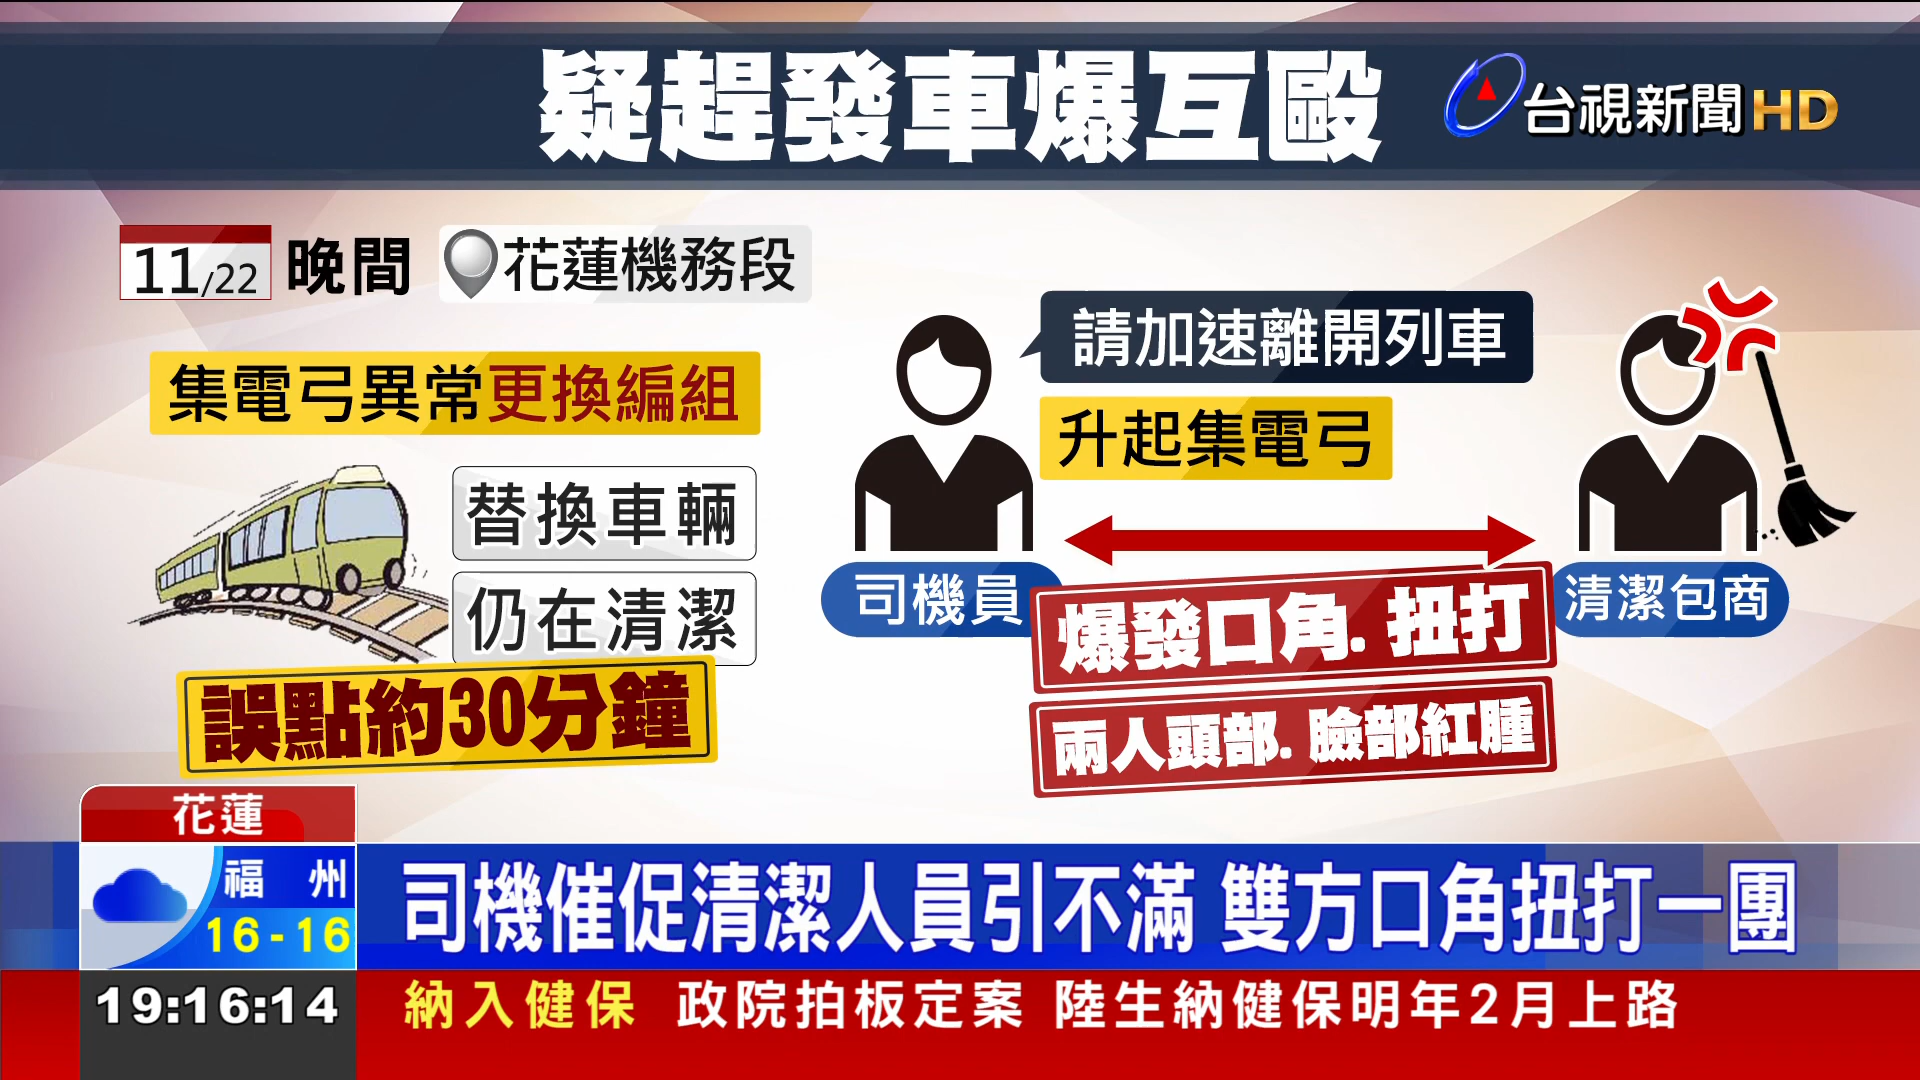 疑趕發車爆互毆
台視新聞HD
11/22 晚間 花蓮機務段
集電弓異常更換編組
替換車輛
仍在清潔
誤點約30分鐘
請加速離開列車
升起集電弓
司機員
清潔包商
爆發口角.扭打
兩人頭部.臉部紅腫
花蓮
福州
16-16
司機催促清潔人員引不滿 雙方口角扭打一團
19:16:14
納入健保 政院拍板定案 陸生納健保明年2月上路